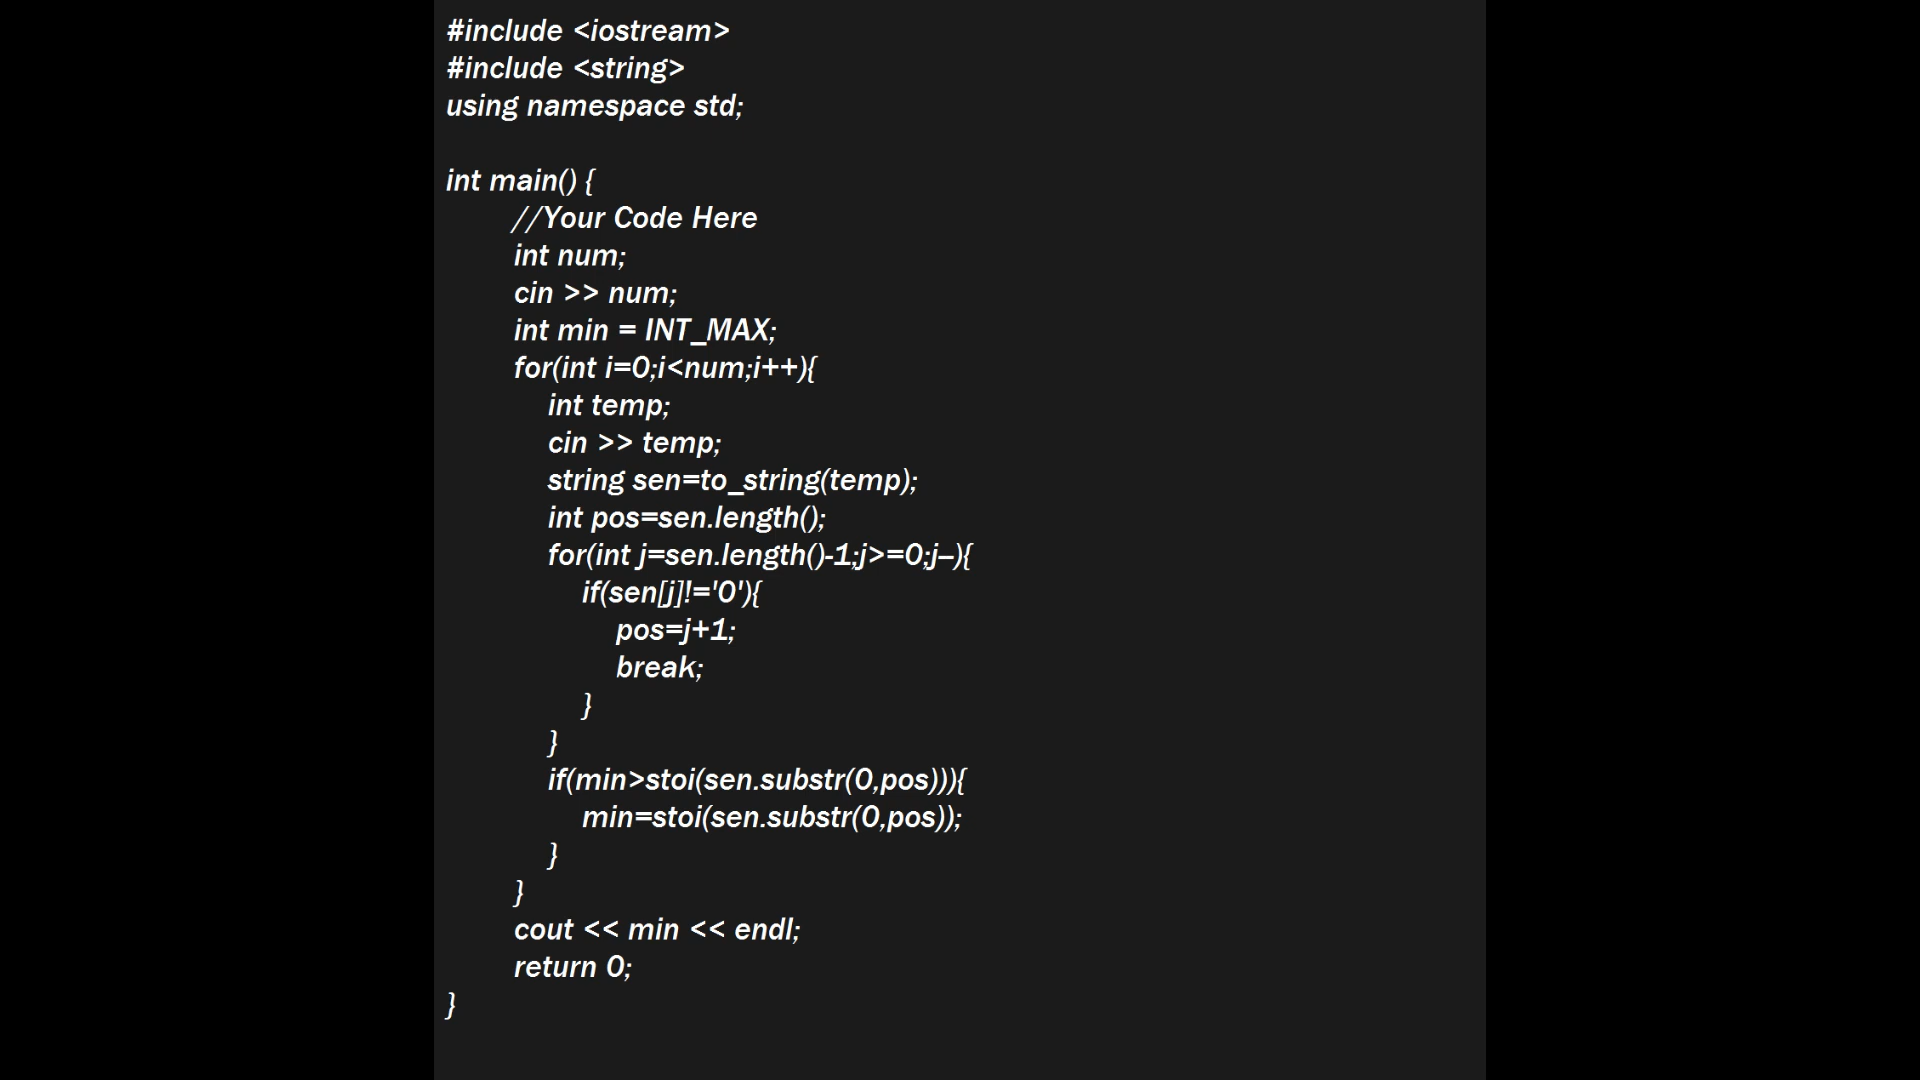 #include <iostream>
#include <string>
using namespace std;
int main() {
//Your Code Here
int num;
cin >> num;
int min = INT_MAX;
for(int i=0;i<num;i++){
int temp;
cin >> temp;
string sen=to_string(temp);
int pos=sen.length();
for(int j=sen.length()-1;j>=0;j–){
if(sen[j]!='0'){
pos=j+1;
break;
}
}
if(min>stoi(sen.substr(0,pos))){
min=stoi(sen.substr(0,pos));
}
}
cout << min << endl;
return 0;
}